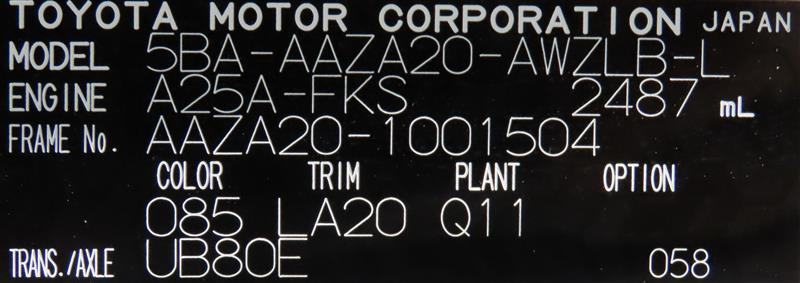 TOYOTA MOTOR CORPORATION JAPAN
MODEL 5BA-AAZA20-AWZLB-L
ENGINE A25A-FKS 2487 mL
FRAME No. AAZA20-1001504
COLOR TRIM PLANT OPTION
085 LA20 Q11
TRANS./AXLE UB80E 058